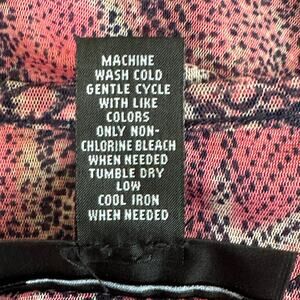 MACHINE
WASH COLD
GENTLE CYCLE
WITH LIKE
COLORS
ONLY NON-
CHLORINE BLEACH
WHEN NEEDED
TUMBLE DRY
LOW
COOL IRON
WHEN NEEDED